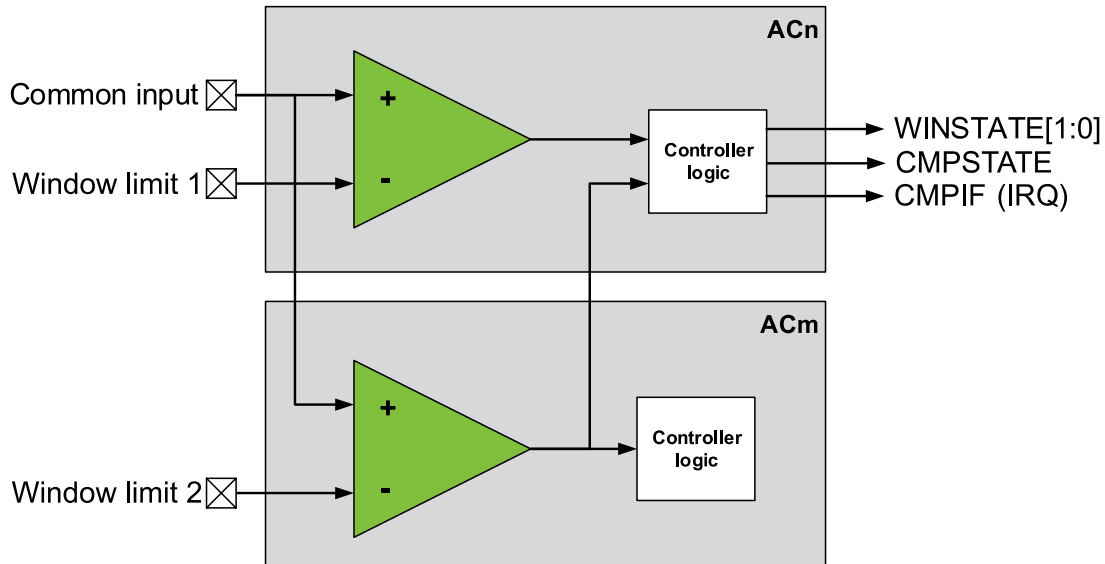 ACn
Common input
+
Window limit 1
-
Controller
logic
WINSTATE[1:0]
CMPSTATE
CMPIF (IRQ)
ACm
+
Window limit 2
-
Controller
logic